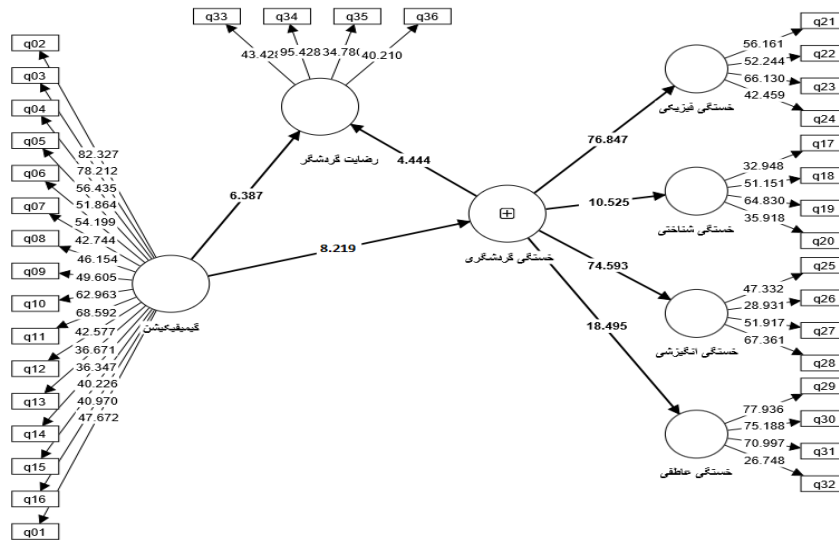 q33
q34
q35
q36
43.428
95.428
34.780
40.210
رضایت گردشگر
q02
q03
q04
q05
q06
q07
q08
q09
q10
q11
q12
q13
q14
q15
q16
q01
82.327
78.212
56.435
51.864
54.199
42.744
46.154
49.605
62.963
68.592
42.577
36.671
36.347
40.226
40.970
47.672
گیمیفیکیشن
6.387
4.444
8.219
خستگی گردشگری
76.847
10.525
74.593
18.495
خستگی فیزیکی
56.161
52.244
66.130
42.459
q21
q22
q23
q24
خستگی شناختی
32.948
51.151
64.830
35.918
q17
q18
q19
q20
خستگی انگیزشی
47.332
28.931
51.917
67.361
q25
q26
q27
q28
خستگی عاطفی
77.936
75.188
70.997
26.748
q29
q30
q31
q32